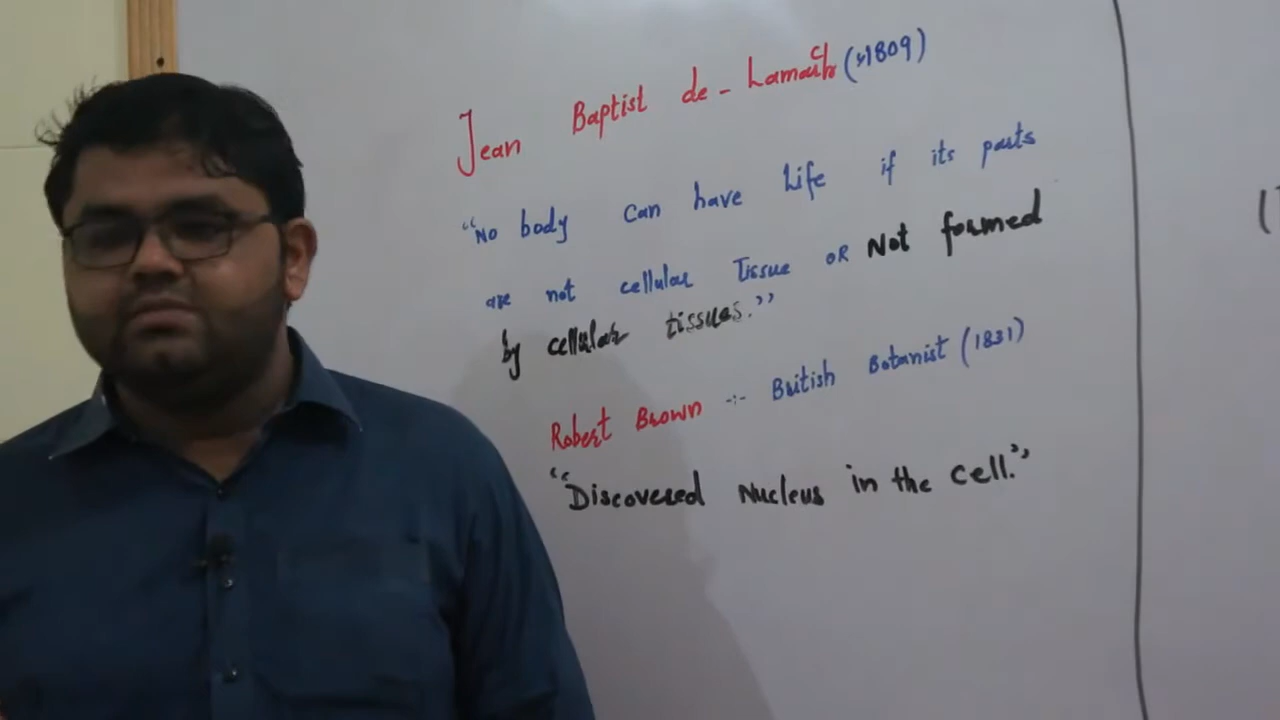 Jean Baptist de-Lamarck (1809)
"No body can have life if its parts
are not cellular Tissue OR Not formed
by cellular tissues."
Robert Brown -:- British Botanist (1831)
"Discovered Nucleus in the cell."